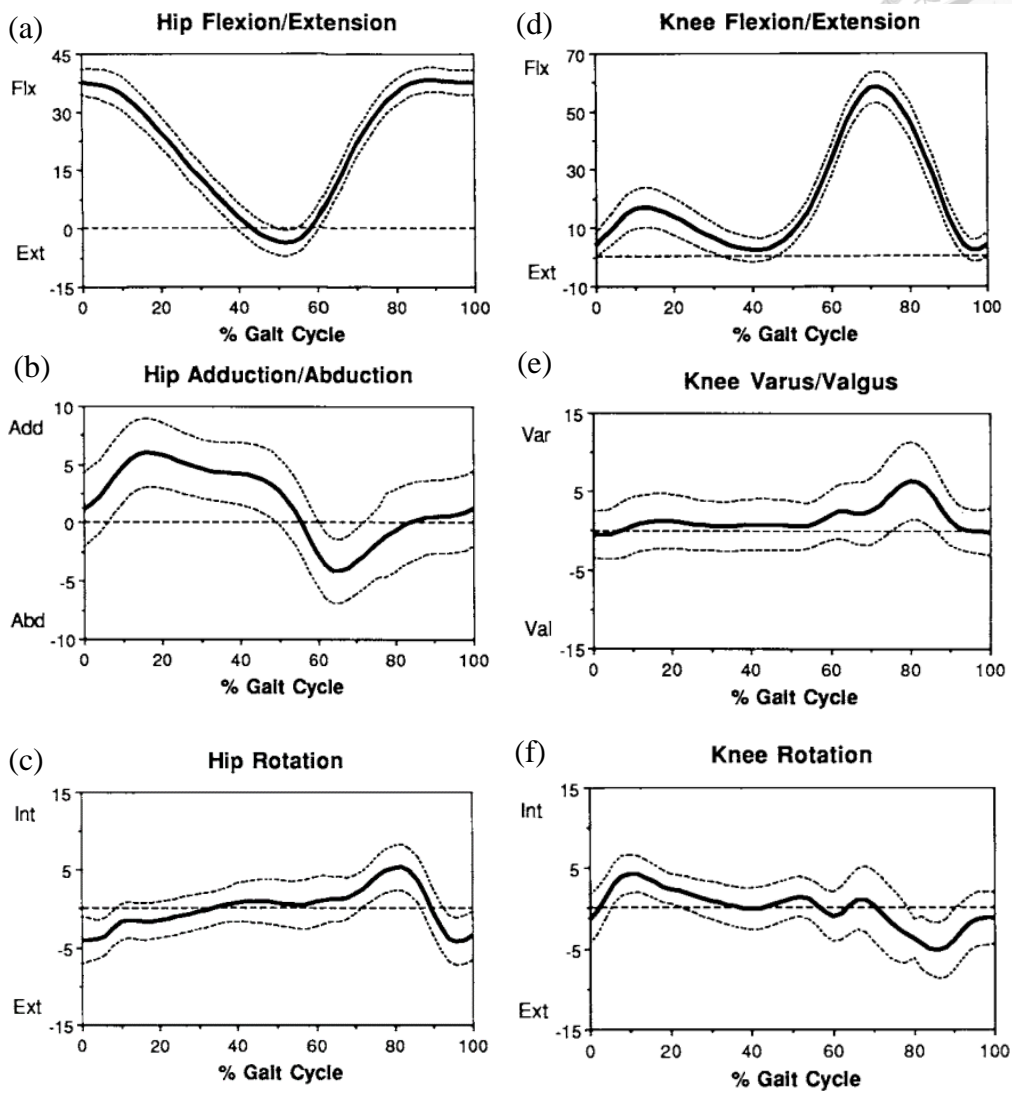 (a)
Hip Flexion/Extension
45
Flx
30
15
0
Ext
-15
0 20 40 60 80 100
% Gait Cycle
(b)
Hip Adduction/Abduction
10
Add
5
0
-5
Abd
-10
0 20 40 60 80 100
% Gait Cycle
(c)
Hip Rotation
15
Int
5
-5
Ext
-15
0 20 40 60 80 100
% Gait Cycle
(d)
Knee Flexion/Extension
70
Flx
50
30
10
Ext
-10
0 20 40 60 80 100
% Gait Cycle
(e)
Knee Varus/Valgus
15
Var
5
-5
Val
-15
0 20 40 60 80 100
% Gait Cycle
(f)
Knee Rotation
15
Int
5
-5
Ext
-15
0 20 40 60 80 100
% Gait Cycle